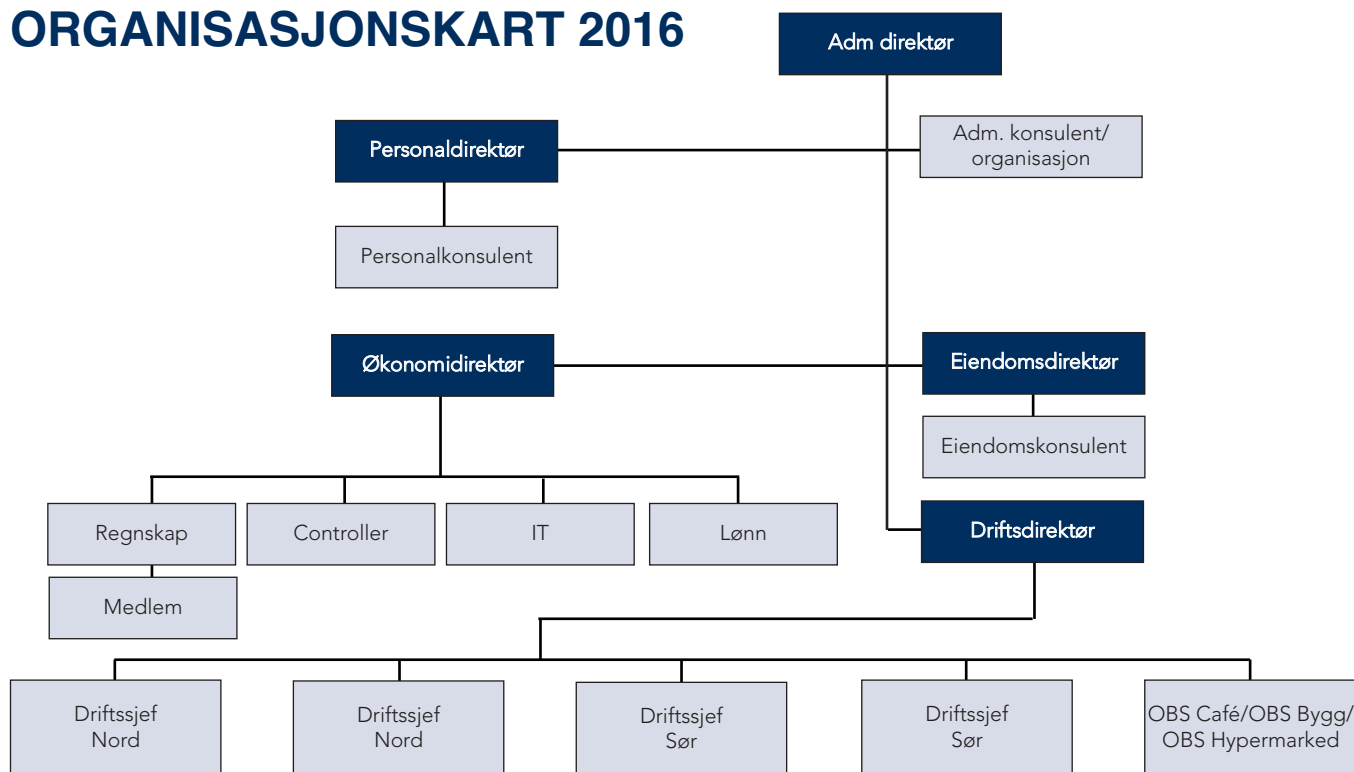 ORGANISASJONSKART 2016
Adm direktør
Personaldirektør
Adm. konsulent/
organisasjon
Personalkonsulent
Økonomidirektør
Eiendomsdirektør
Eiendomskonsulent
Regnskap
Controller
IT
Lønn
Driftsdirektør
Medlem
Driftssjef
Nord
Driftssjef
Nord
Driftssjef
Sør
Driftssjef
Sør
OBS Café/OBS Bygg/
OBS Hypermarked